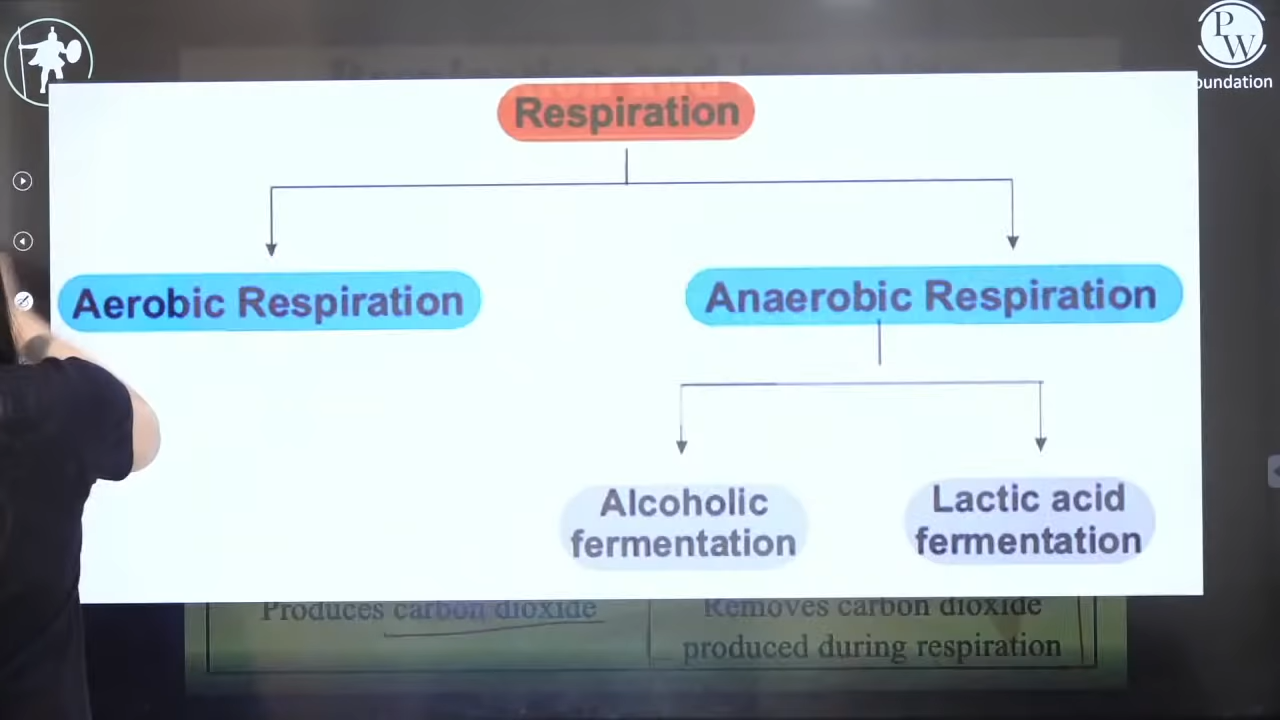 PW
oundation
Respiration
Aerobic Respiration
Anaerobic Respiration
Alcoholic
fermentation
Lactic acid
fermentation
Produces carbon dioxide
Removes carbon dioxide
produced during respiration